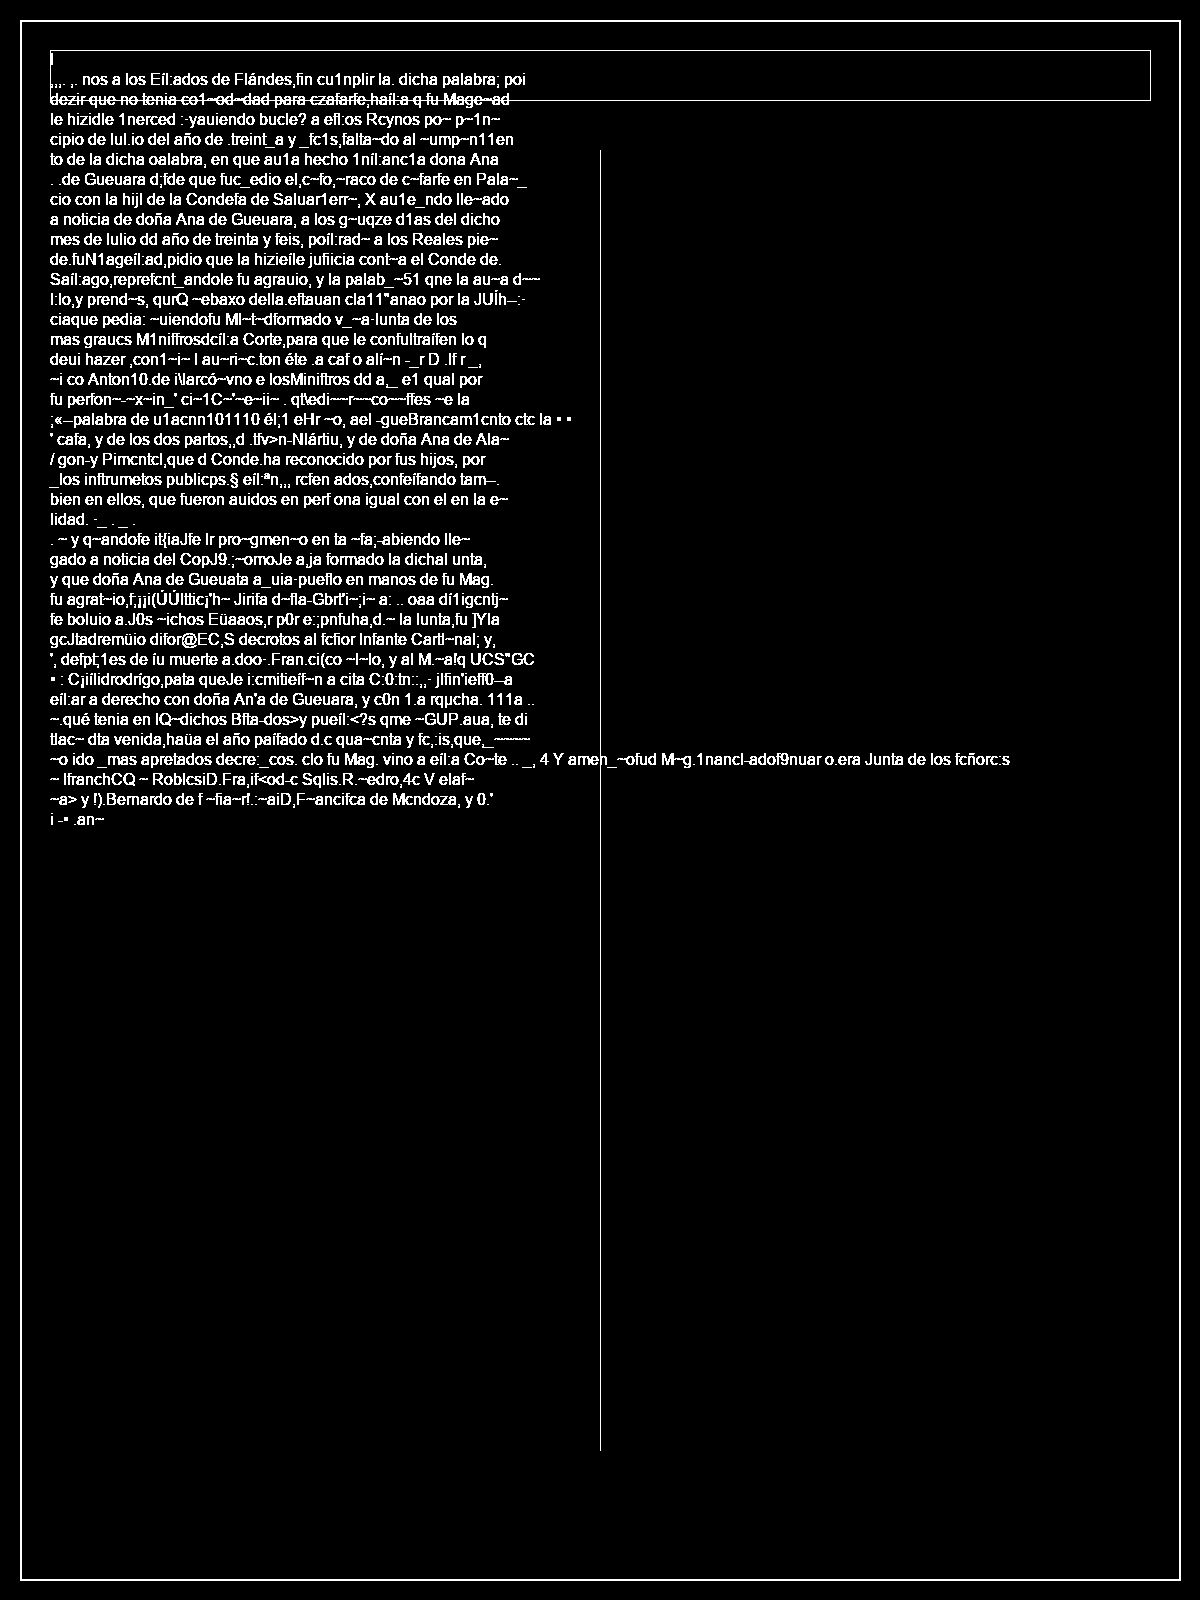 l
,,,. ,. nos a los Eíl:ados de Flándes,fin cu1nplir la. dicha palabra; poi
dezir que no tenia co1~od~dad para czafarfe,haíl:a q fu Mage~ad
le hizidle 1nerced :-yauiendo bucle? a efl:os Rcynos po~ p~1n~
cipio de lul.io del año de .treint_a y _fc1s,falta~do al ~ump~n11en
to de la dicha oalabra, en que au1a hecho 1níl:anc1a dona Ana
. .de Gueuara d;fde que fuc_edio el,c~fo,~raco de c~farfe en Pala~_
cio con la hijl de la Condefa de Saluar1err~, X au1e_ndo lle~ado
a noticia de doña Ana de Gueuara, a los g~uqze d1as del dicho
mes de lulio dd año de treinta y feis, poíl:rad~ a los Reales pie~
de.fuN1ageíl:ad,pidio que la hizieíle jufiicia cont~a el Conde de.
Saíl:ago,reprefcnt_andole fu agrauio, y la palab_~51 qne la au~a d~~
l:lo,y prend~s, qurQ ~ebaxo della.eftauan cla11"anao por la JUÍh--:·
ciaque pedia: ~uiendofu Ml~t~dformado v_~a·Iunta de los
mas graucs M1niffrosdcíl:a Corte,para que le confultraífen lo q
deui hazer ,con1~i~ l au~ri~c.ton éte .a caf o alí~n -_r D .lf r _,
~i co Anton10.de i\larcó~vno e losMiniftros dd a,_ e1 qual por
fu perfon~-~x~in_' ci~1C~'~e~ii~ . qt\edi~~r~~co~~ffes ~e la
;«--palabra de u1acnn101110 él;1 eHr ~o, ael -gueBrancam1cnto ctc la • •
' cafa, y de los dos partos,,d .tfv>n-Nlártiu, y de doña Ana de Ala~
/ gon-y Pimcntcl,que d Conde.ha reconocido por fus hijos, por
_los inftrumetos publicps.§ eíl:ªn,,, rcfen ados,confeífando tam--.
bien en ellos, que fueron auidos en perf ona igual con el en la e~
lidad. ·_ . _ .
. ~ y q~andofe it{iaJfe lr pro~gmen~o en ta ~fa;-abiendo lle~
gado a noticia del CopJ9.;~omoJe a,ja formado la dichal unta,
y que doña Ana de Gueuata a_uia·pueflo en manos de fu Mag.
fu agrat~io,f;¡¡i(ÚÚlttic¡'h~ Jirifa d~fla-Gbrt'i~;i~ a: .. oaa dí1igcntj~
fe boluio a.J0s ~ichos Eüaaos,r p0r e:;pnfuha,d.~ la lunta,fu ]Yla
gcJtadremüio difor@EC,S decrotos al fcfior Infante Cartl~nal; y,
', defpt;1es de íu muerte a.doo·.Fran.ci(co ~l~lo, y al M.~a!q UCS"GC
• : C¡iílidrodrígo,pata queJe i:cmitieíf~n a cita C:0:tn::,,· jlfin'ieff0--a
eíl:ar a derecho con doña An'a de Gueuara, y c0n 1.a rqµcha. 111a ..
~.qué tenia en IQ~dichos Bfta-dos>y pueíl:<?s qme ~GUP.aua, te di
tlac~ dta venida,haüa el año paífado d.c qua~cnta y fc,:is,que,_~~~~
~o ido _mas apretados decre:_cos. clo fu Mag. vino a eíl:a Co~te .. _, 4 Y amen_~ofud M~g.1nancl-adof9nuar o.era Junta de los fcñorc:s
~ lfranchCQ ~ RoblcsiD.Fra,if<od-c Sqlis.R.~edro,4c V elaf~
~a> y !).Bernardo de f ~fia~r!.:~aiD,F~ancifca de Mcndoza, y 0.'
i -• .an~